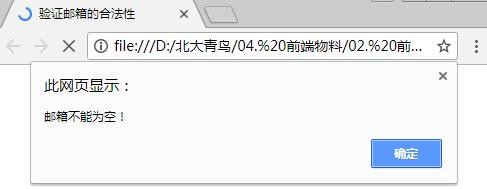 验证邮箱的合法性
file:///D:/北大青鸟/04.%20前端物料/02.%20前...
此网页显示：
邮箱不能为空！
确定